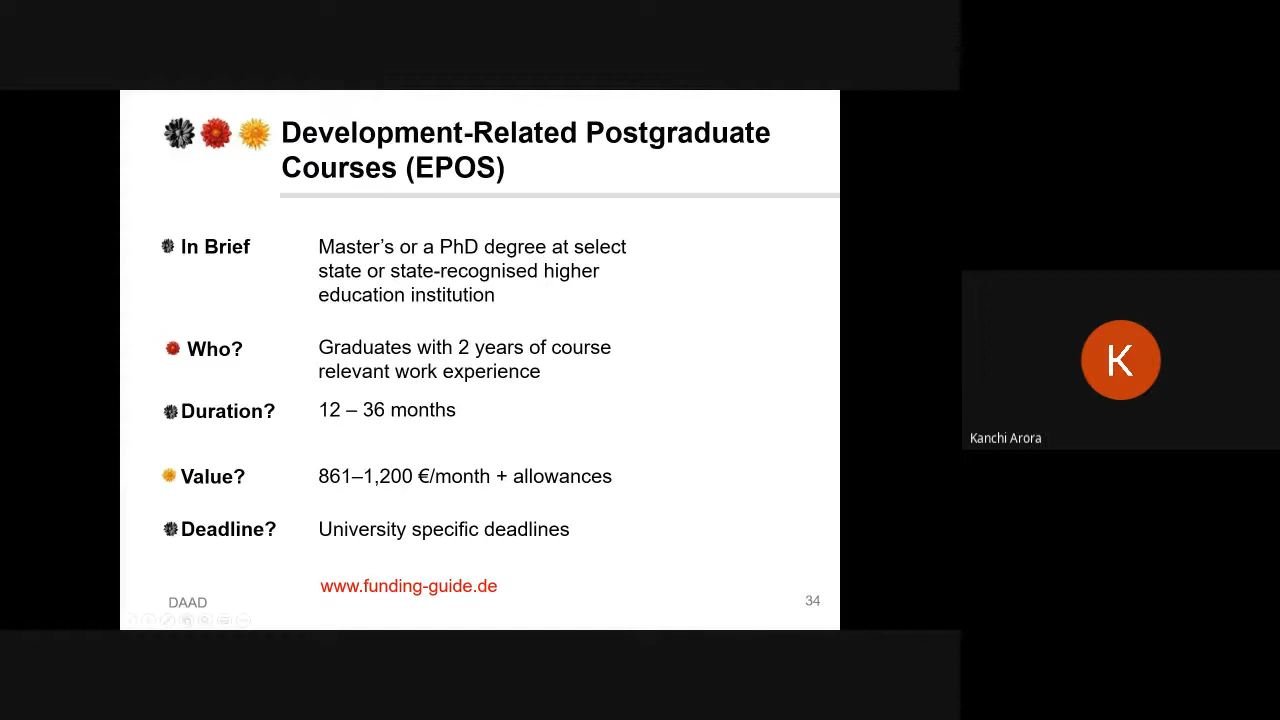 Development-Related Postgraduate
Courses (EPOS)
In Brief
Master’s or a PhD degree at select
state or state-recognised higher
education institution
Who?
Graduates with 2 years of course
relevant work experience
Duration?
12 – 36 months
Value?
861–1,200 €/month + allowances
Deadline?
University specific deadlines
www.funding-guide.de
DAAD
34
K
Kanchi Arora